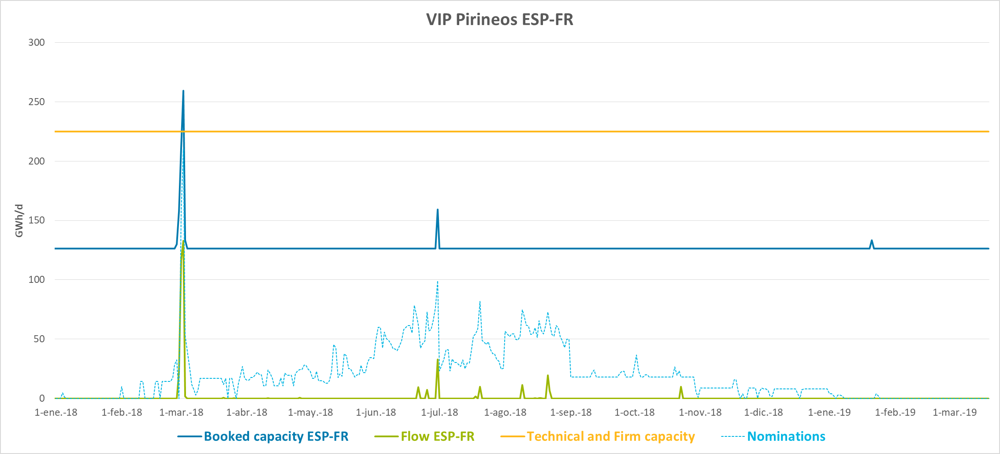 VIP Pirineos ESP-FR
300
250
200
150
100
50
0
GWh/d
1-ene.-18 1-feb.-18 1-mar.-18 1-abr.-18 1-may.-18 1-jun.-18 1-jul.-18 1-ago.-18 1-sep.-18 1-oct.-18 1-nov.-18 1-dic.-18 1-ene.-19 1-feb.-19 1-mar.-19
Booked capacity ESP-FR Flow ESP-FR Technical and Firm capacity Nominations